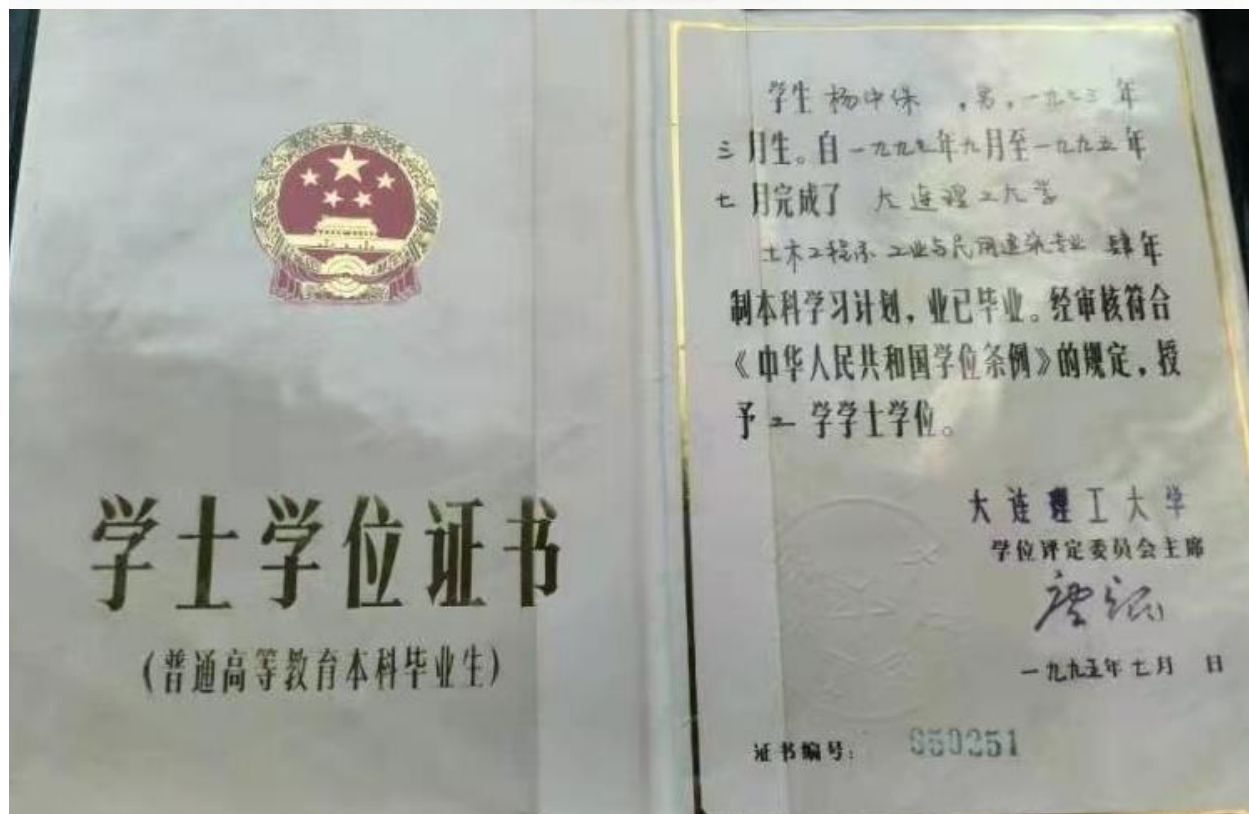 学士学位证书
(普通高等教育本科毕业生)
学生 杨中保 ,男,一九七三年
三月生。自一九九年九月至一九九五年
七月完成了 大连理工大学
土木工程系 工业与民用建筑专业 肆年
制本科学习计划,业已毕业。经审核符合
《中华人民共和国学位条例》的规定,授
予工学学士学位。
大连理工大学
学位评定委员会主席
一九九五年七月 日
证书编号: 950251